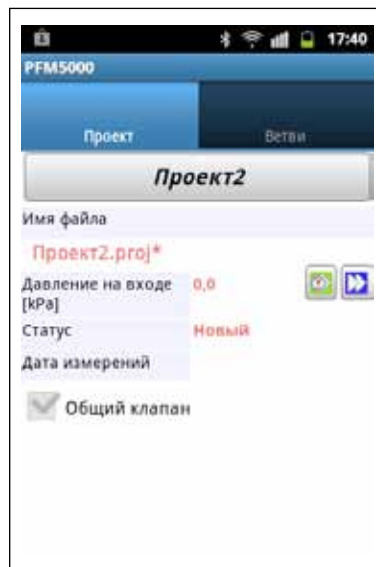 17:40
PFM5000
Проект Ветви
Проект2
Имя файла
Проект2.proj*
Давление на входе 0,0
[kPa]
Статус Новый
Дата измерений
Общий клапан